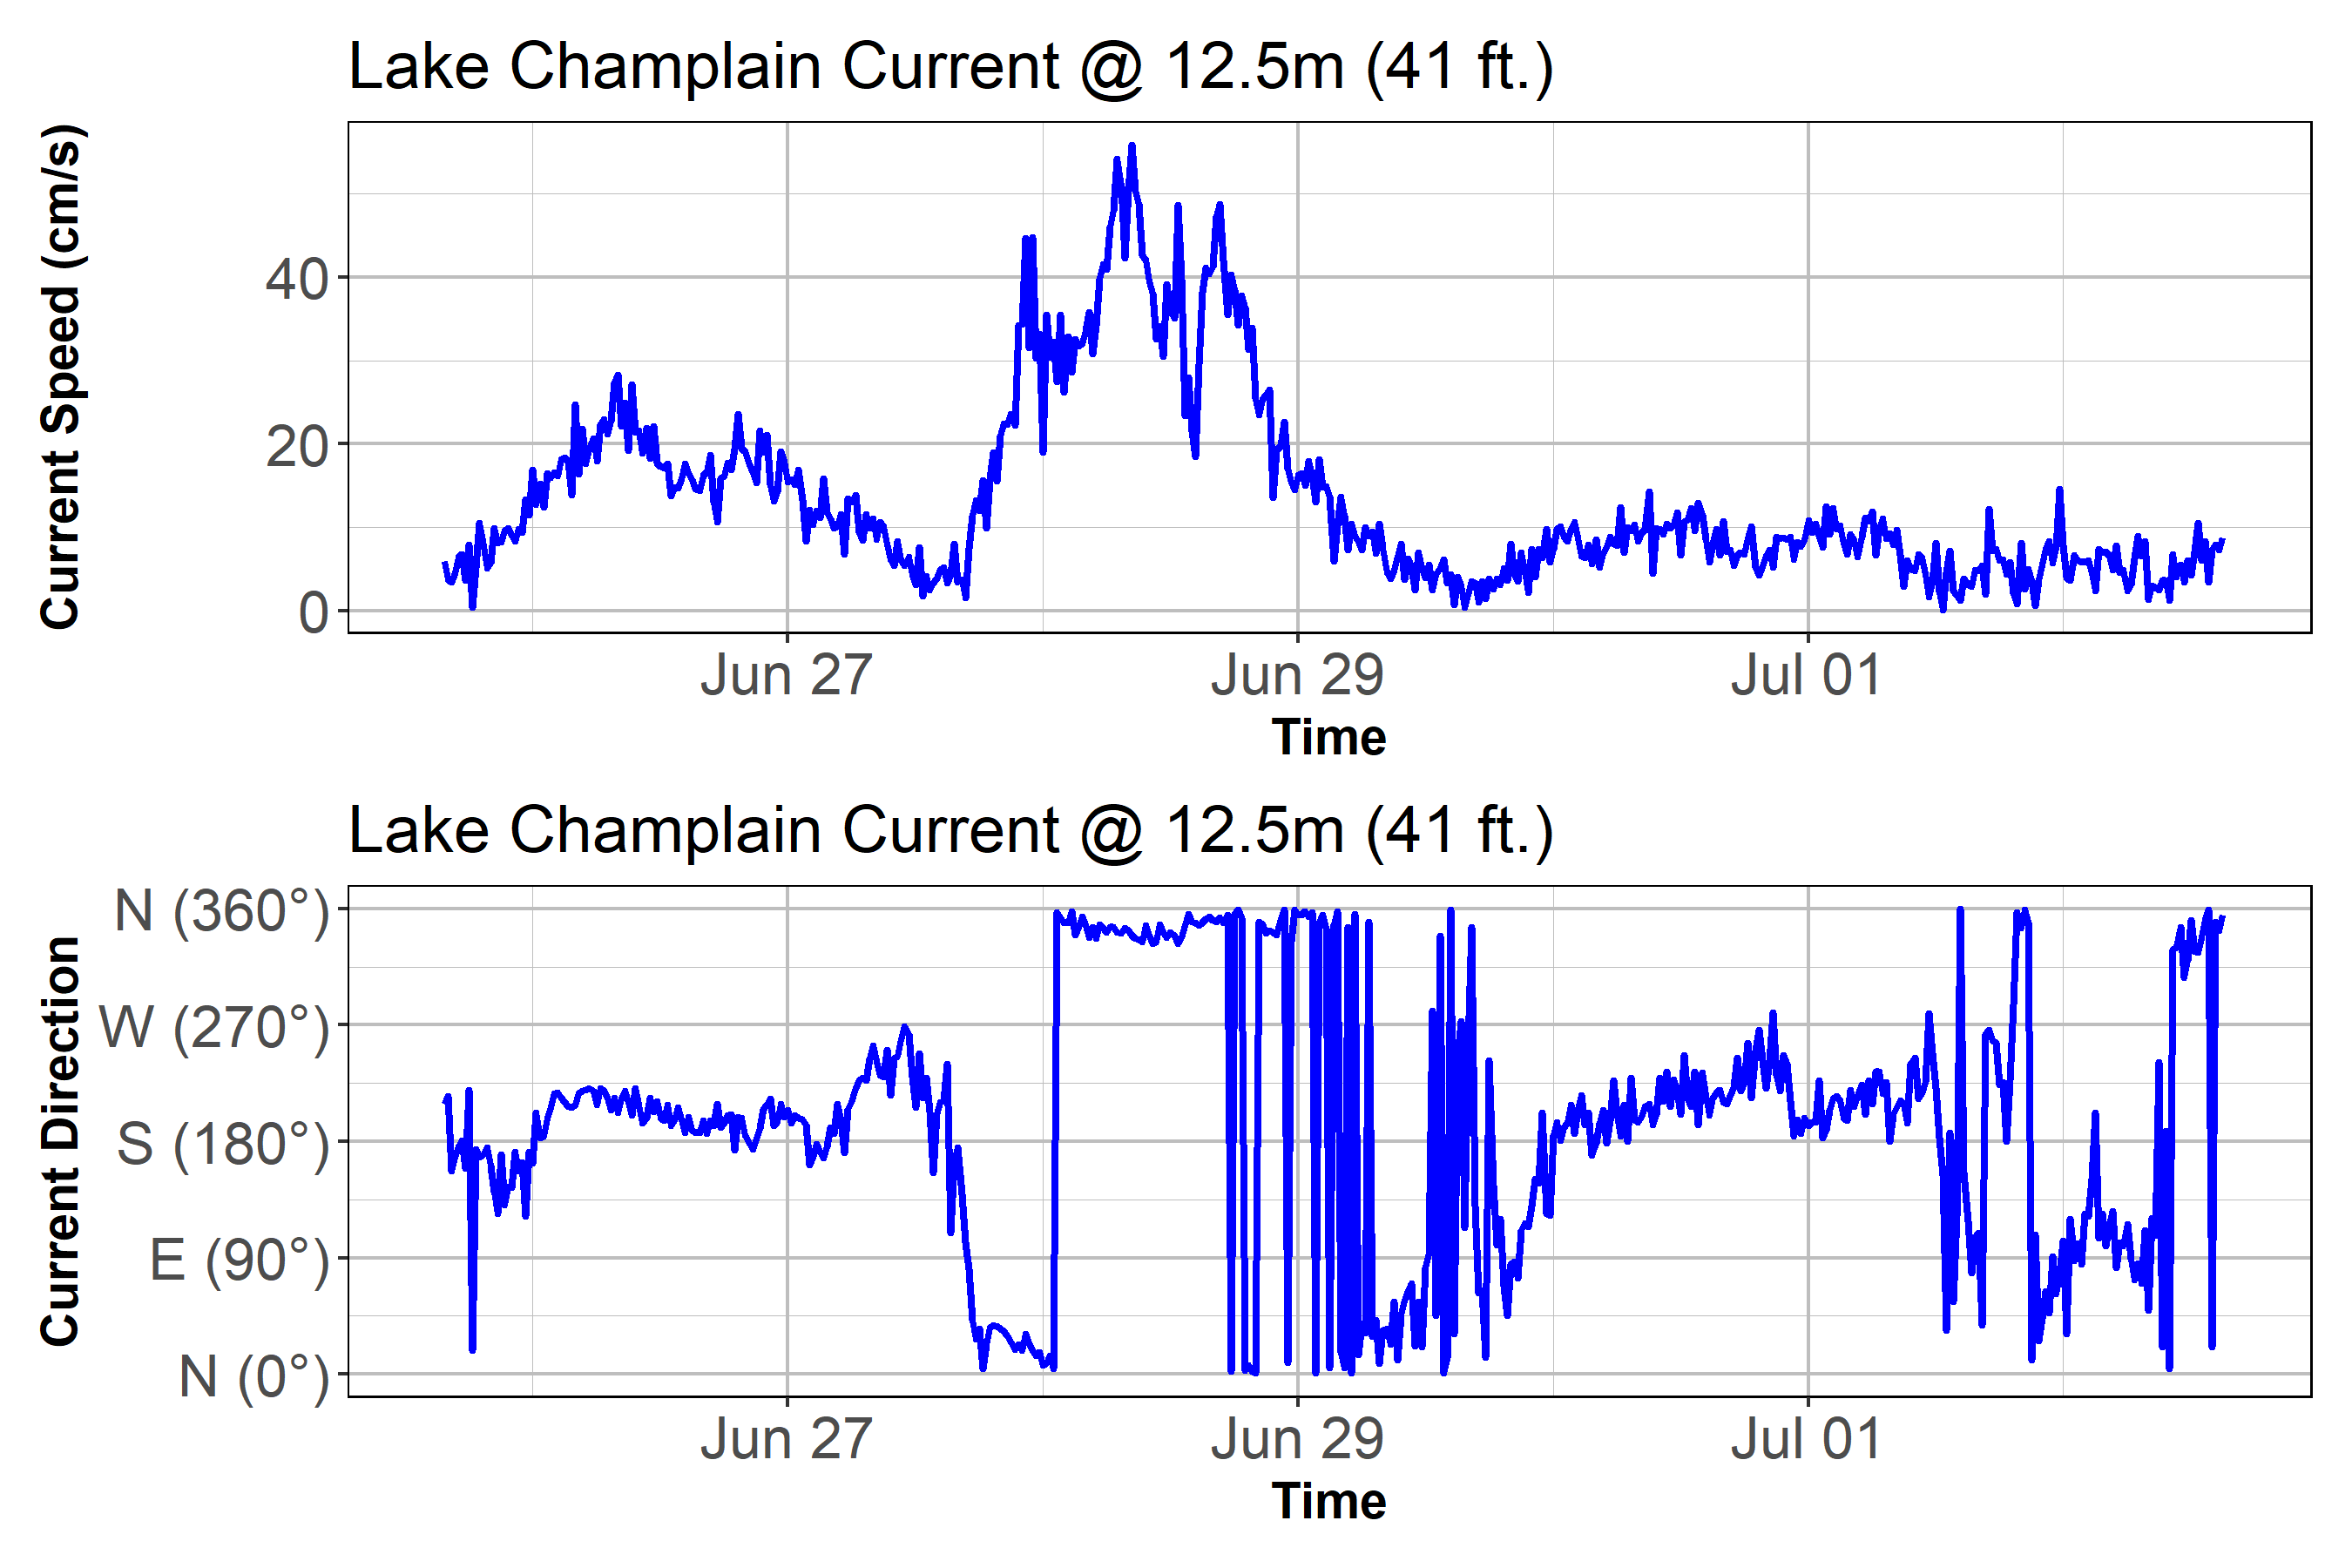 Lake Champlain Current @ 12.5m (41 ft.)
Current Speed (cm/s)
40
20
0
Jun 27
Jun 29
Jul 01
Time
Lake Champlain Current @ 12.5m (41 ft.)
Current Direction
N (360°)
W (270°)
S (180°)
E (90°)
N (0°)
Jun 27
Jun 29
Jul 01
Time